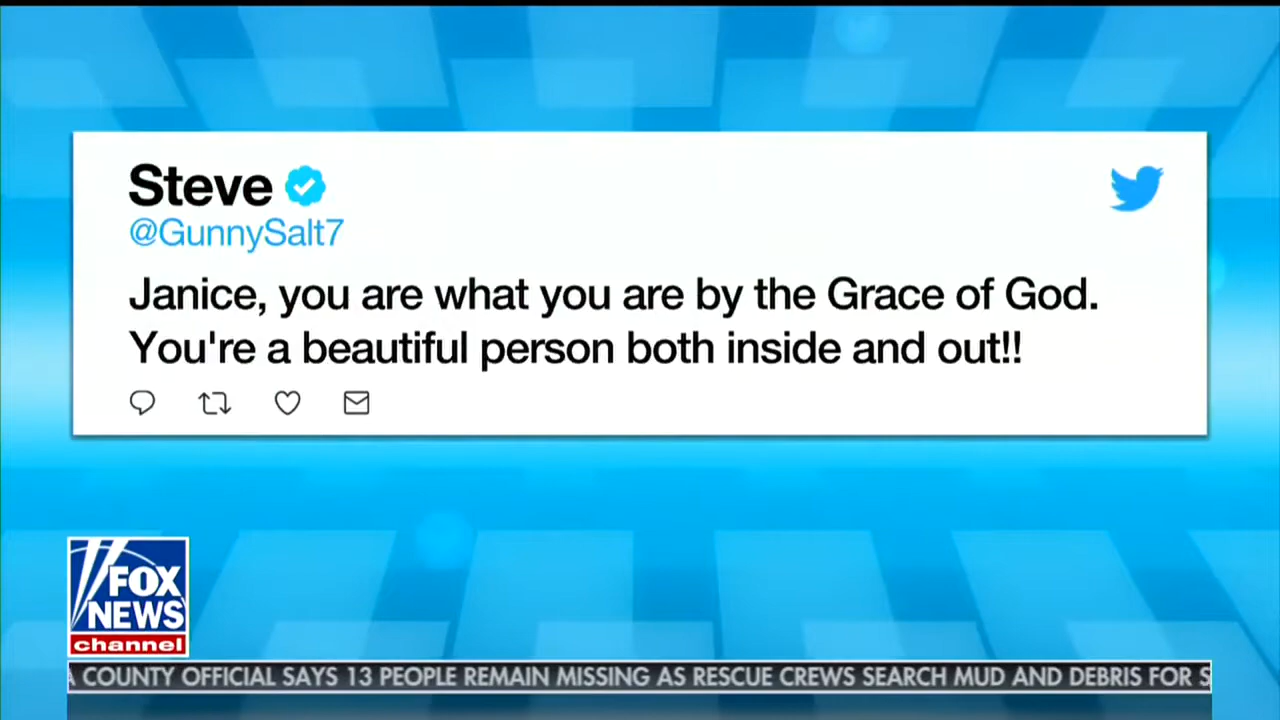 Steve
@GunnySalt7
Janice, you are what you are by the Grace of God.
You're a beautiful person both inside and out!!
FOX
NEWS
channel
COUNTY OFFICIAL SAYS 13 PEOPLE REMAIN MISSING AS RESCUE CREWS SEARCH MUD AND DEBRIS FOR